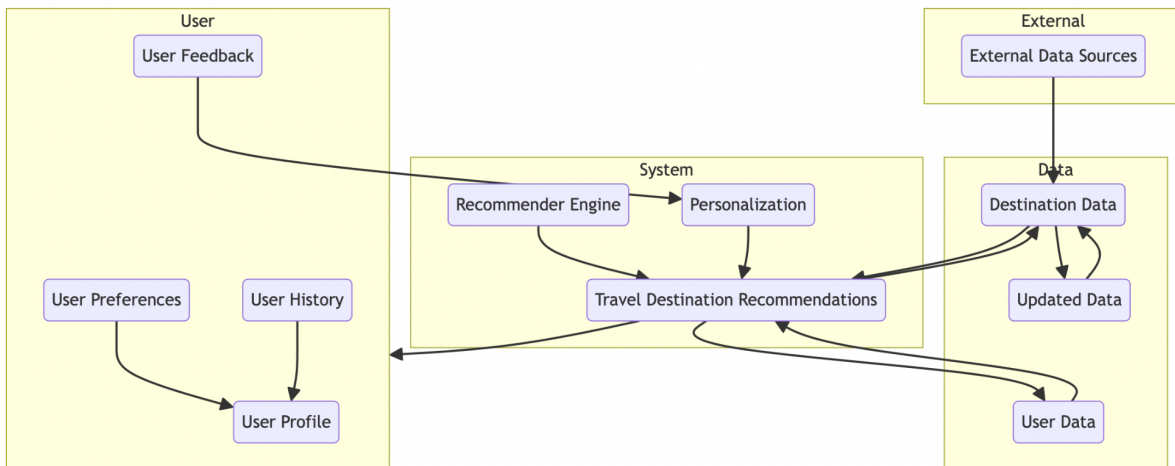 User
External
User Feedback
External Data Sources
System
Data
Recommender Engine
Personalization
Destination Data
User Preferences
User History
Travel Destination Recommendations
Updated Data
User Profile
User Data